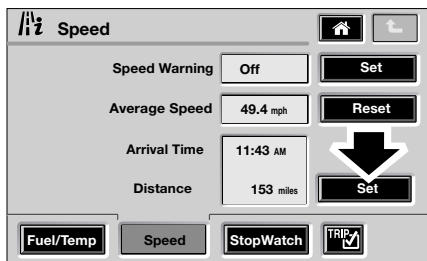 i Speed
Speed Warning Off Set
Average Speed 49.4 mph Reset
Arrival Time 11:43 AM
Distance 153 miles Set
Fuel/Temp Speed StopWatch TRIP